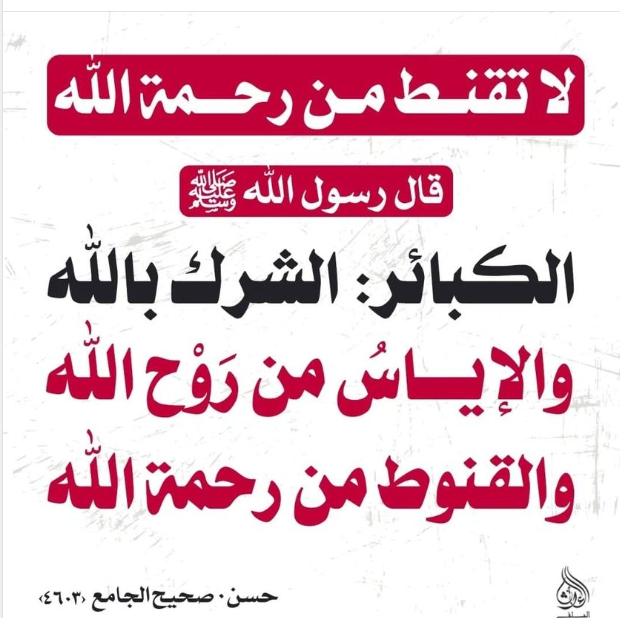 لا تقنط من رحمة الله
قال رسول الله ﷺ
الكبائر: الشرك بالله
والإياسُ من رَوْح الله
والقنوط من رحمة الله
حسن · صحيح الجامع ‹٤٦٠٣›